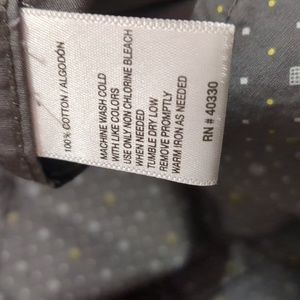 100% COTTON / ALGODÓN
MACHINE WASH COLD
WITH LIKE COLORS
USE ONLY NON CHLORINE BLEACH
WHEN NEEDED
TUMBLE DRY LOW
REMOVE PROMPTLY
WARM IRON AS NEEDED
RN # 40330